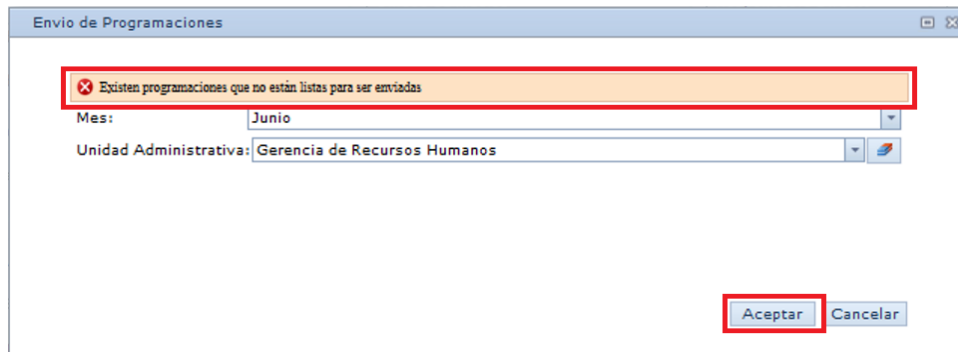 Envio de Programaciones
Existen programaciones que no están listas para ser enviadas
Mes: Junio
Unidad Administrativa: Gerencia de Recursos Humanos
Aceptar Cancelar